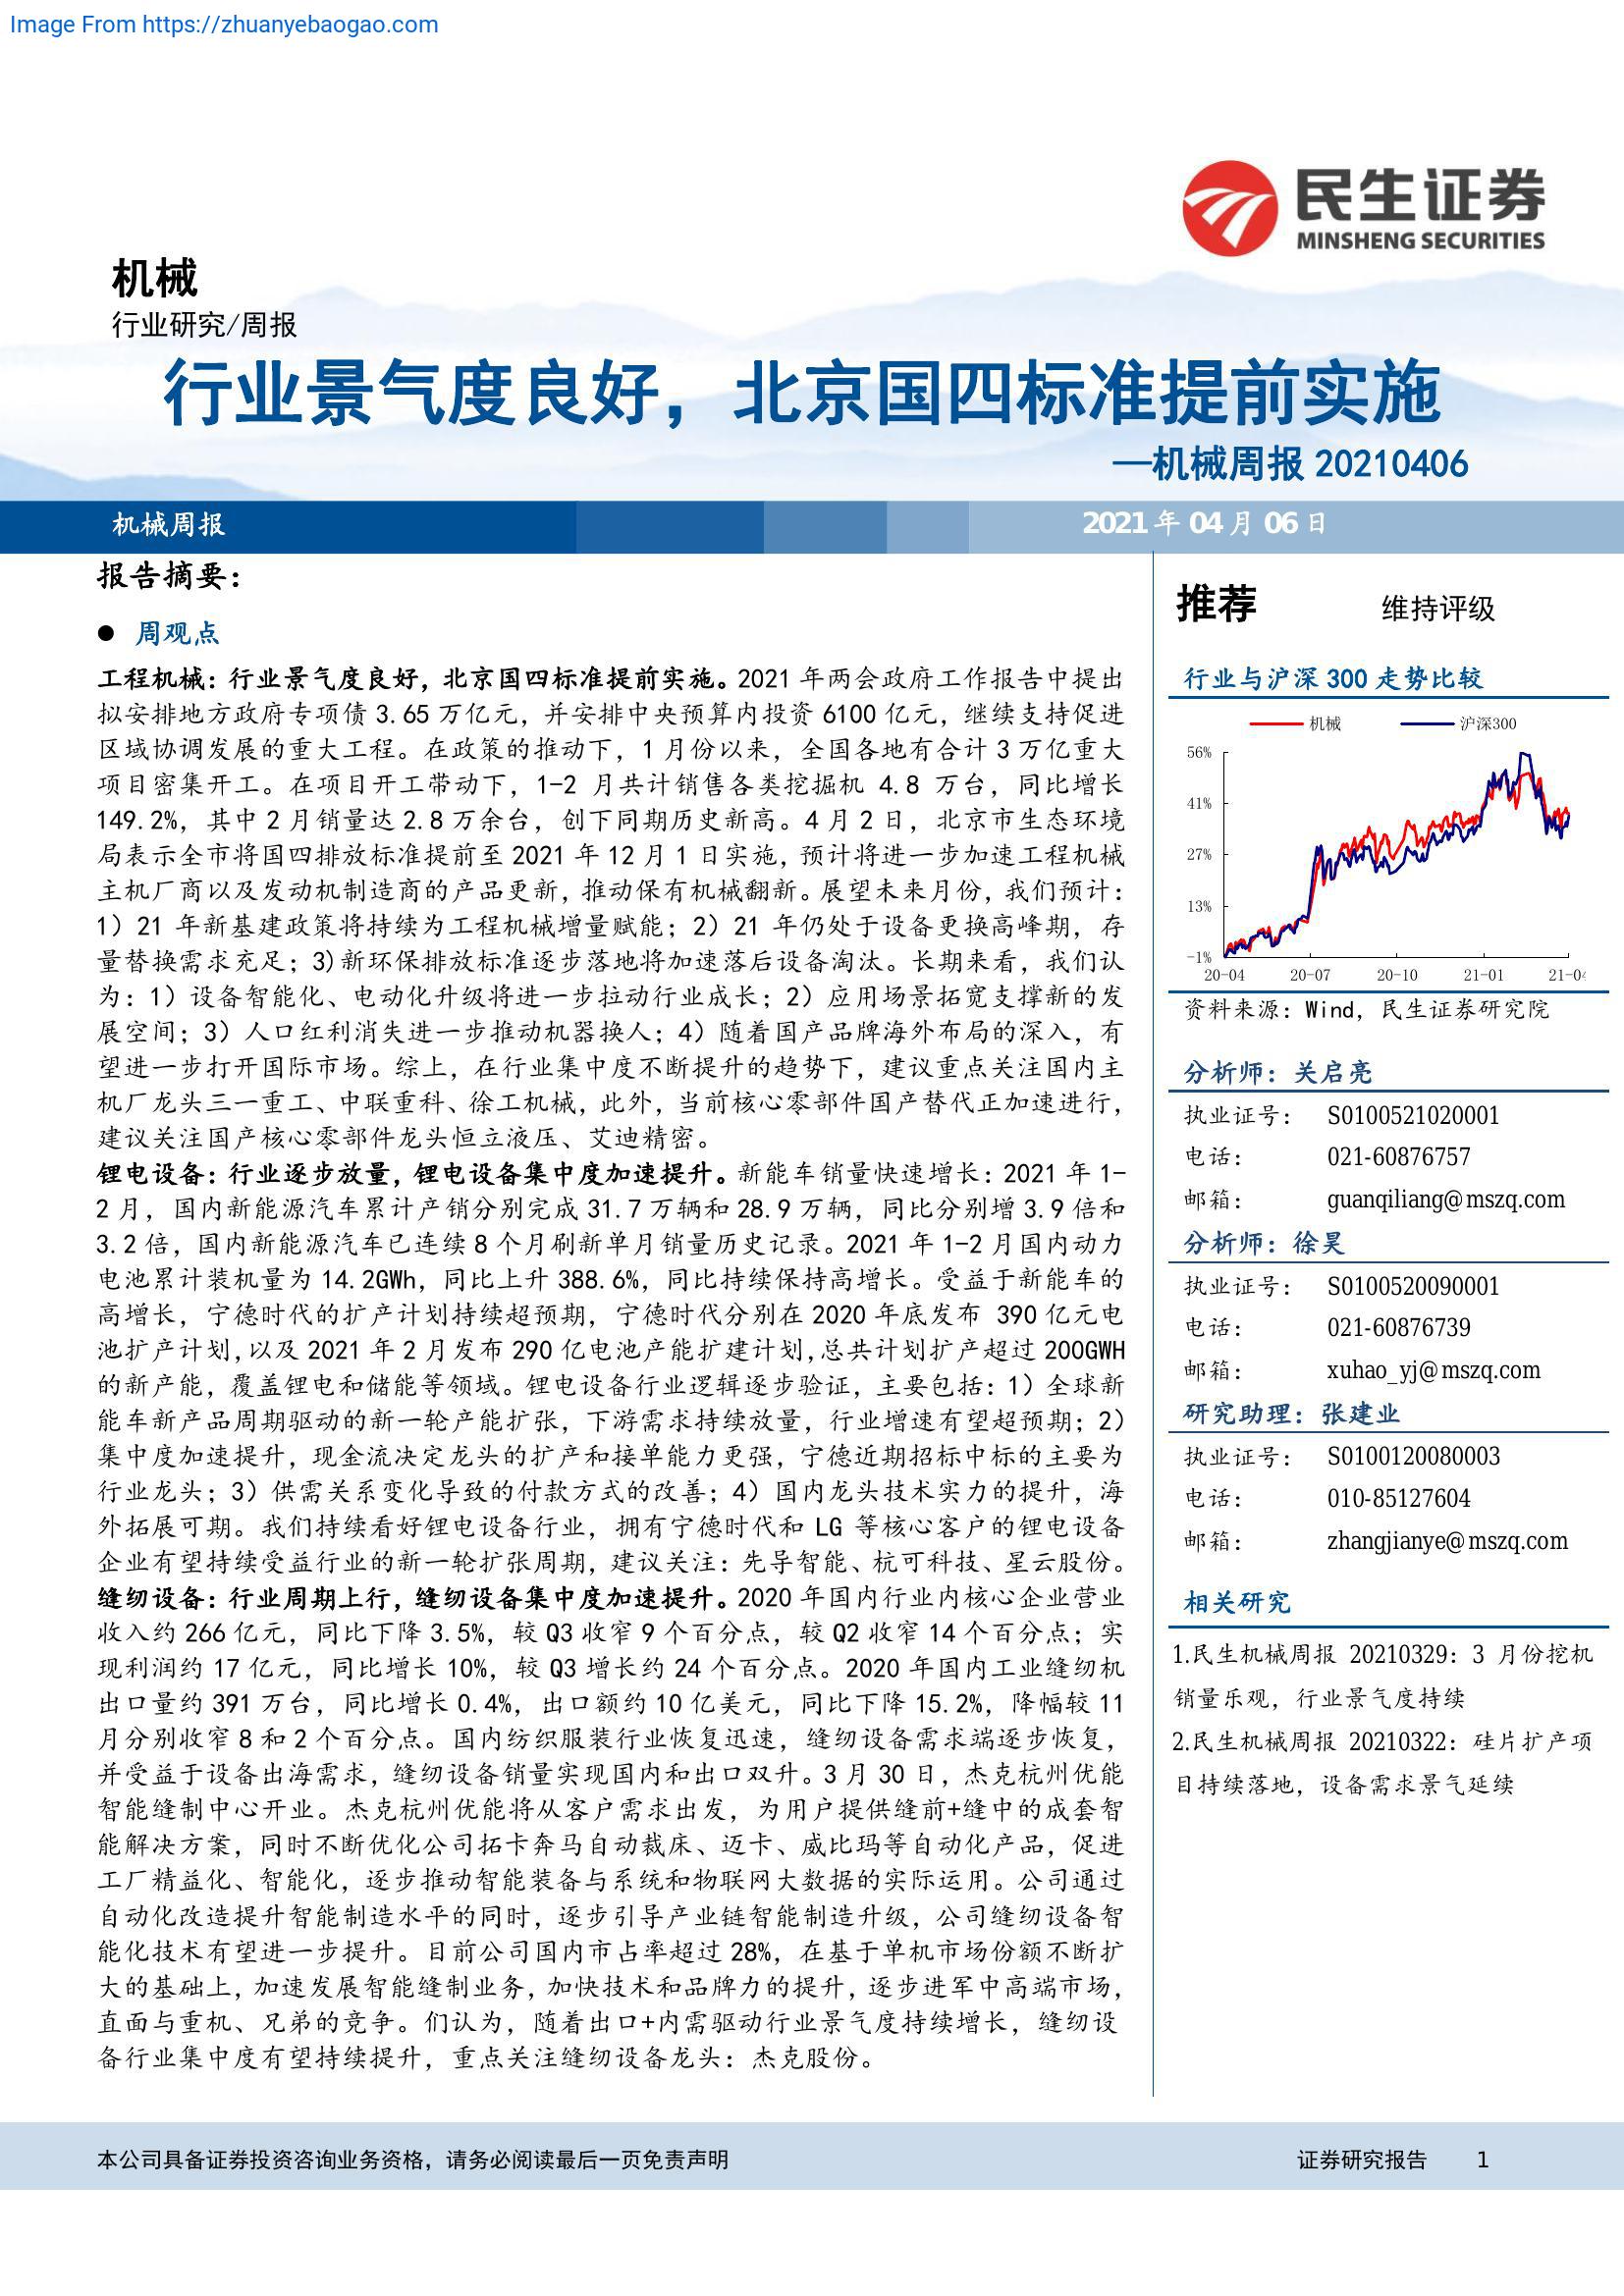 Image From https://zhuanyebaogao.com
民生证券
MINSHENG SECURITIES
机械
行业研究/周报
行业景气度良好，北京国四标准提前实施
—机械周报 20210406
机械周报
2021 年 04 月 06 日
报告摘要：
● 周观点
工程机械：行业景气度良好，北京国四标准提前实施。2021 年两会政府工作报告中提出
拟安排地方政府专项债 3.65 万亿元，并安排中央预算内投资 6100 亿元，继续支持促进
区域协调发展的重大工程。在政策的推动下，1 月份以来，全国各地有合计 3 万亿重大
项目密集开工。在项目开工带动下，1-2 月共计销售各类挖掘机 4.8 万台，同比增长
149.2%，其中 2 月销量达 2.8 万余台，创下同期历史新高。4 月 2 日，北京市生态环境
局表示全市将国四排放标准提前至 2021 年 12 月 1 日实施，预计将进一步加速工程机械
主机厂商以及发动机制造商的产品更新，推动保有机械翻新。展望未来月份，我们预计：
1）21 年新基建政策将持续为工程机械增量赋能；2）21 年仍处于设备更换高峰期，存
量替换需求充足；3)新环保排放标准逐步落地将加速落后设备淘汰。长期来看，我们认
为：1）设备智能化、电动化升级将进一步拉动行业成长；2）应用场景拓宽支撑新的发
展空间；3）人口红利消失进一步推动机器换人；4）随着国产品牌海外布局的深入，有
望进一步打开国际市场。综上，在行业集中度不断提升的趋势下，建议重点关注国内主
机厂龙头三一重工、中联重科、徐工机械，此外，当前核心零部件国产替代正加速进行，
建议关注国产核心零部件龙头恒立液压、艾迪精密。
锂电设备：行业逐步放量，锂电设备集中度加速提升。新能车销量快速增长：2021 年 1-
2 月，国内新能源汽车累计产销分别完成 31.7 万辆和 28.9 万辆，同比分别增 3.9 倍和
3.2 倍，国内新能源汽车已连续 8 个月刷新单月销量历史记录。2021 年 1-2 月国内动力
电池累计装机量为 14.2GWh，同比上升 388.6%，同比持续保持高增长。受益于新能车的
高增长，宁德时代的扩产计划持续超预期，宁德时代分别在 2020 年底发布 390 亿元电
池扩产计划,以及 2021 年 2 月发布 290 亿电池产能扩建计划,总共计划扩产超过 200GWH
的新产能，覆盖锂电和储能等领域。锂电设备行业逻辑逐步验证，主要包括：1）全球新
能车新产品周期驱动的新一轮产能扩张，下游需求持续放量，行业增速有望超预期；2）
集中度加速提升，现金流决定龙头的扩产和接单能力更强，宁德近期招标中标的主要为
行业龙头；3）供需关系变化导致的付款方式的改善；4）国内龙头技术实力的提升，海
外拓展可期。我们持续看好锂电设备行业，拥有宁德时代和 LG 等核心客户的锂电设备
企业有望持续受益行业的新一轮扩张周期，建议关注：先导智能、杭可科技、星云股份。
缝纫设备：行业周期上行，缝纫设备集中度加速提升。2020 年国内行业内核心企业营业
收入约 266 亿元，同比下降 3.5%，较 Q3 收窄 9 个百分点，较 Q2 收窄 14 个百分点；实
现利润约 17 亿元，同比增长 10%，较 Q3 增长约 24 个百分点。2020 年国内工业缝纫机
出口量约 391 万台，同比增长 0.4%，出口额约 10 亿美元，同比下降 15.2%，降幅较 11
月分别收窄 8 和 2 个百分点。国内纺织服装行业恢复迅速，缝纫设备需求端逐步恢复，
并受益于设备出海需求，缝纫设备销量实现国内和出口双升。3 月 30 日，杰克杭州优能
智能缝制中心开业。杰克杭州优能将从客户需求出发，为用户提供缝前+缝中的成套智
能解决方案，同时不断优化公司拓卡奔马自动裁床、迈卡、威比玛等自动化产品，促进
工厂精益化、智能化，逐步推动智能装备与系统和物联网大数据的实际运用。公司通过
自动化改造提升智能制造水平的同时，逐步引导产业链智能制造升级，公司缝纫设备智
能化技术有望进一步提升。目前公司国内市占率超过 28%，在基于单机市场份额不断扩
大的基础上，加速发展智能缝制业务，加快技术和品牌力的提升，逐步进军中高端市场，
直面与重机、兄弟的竞争。们认为，随着出口+内需驱动行业景气度持续增长，缝纫设
备行业集中度有望持续提升，重点关注缝纫设备龙头：杰克股份。
推荐 维持评级
行业与沪深 300 走势比较
机械 沪深300
56%
41%
27%
13%
-1%
20-04 20-07 20-10 21-01 21-04
资料来源：Wind，民生证券研究院
分析师：关启亮
执业证号： S0100521020001
电话： 021-60876757
邮箱： guanqiliang@mszq.com
分析师：徐昊
执业证号： S0100520090001
电话： 021-60876739
邮箱： xuhao_yj@mszq.com
研究助理：张建业
执业证号： S0100120080003
电话： 010-85127604
邮箱： zhangjianye@mszq.com
相关研究
1.民生机械周报 20210329：3 月份挖机
销量乐观，行业景气度持续
2.民生机械周报 20210322：硅片扩产项
目持续落地，设备需求景气延续
本公司具备证券投资咨询业务资格，请务必阅读最后一页免责声明
证券研究报告 1